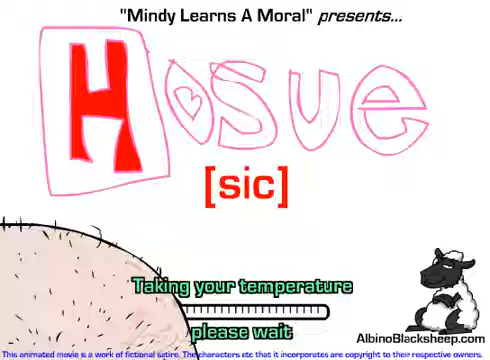 "Mindy Learns A Moral" presents...
Hosue
[sic]
Taking your temperature
please wait
AlbinoBlacksheep.com
This animated movie is a work of fictional satire. The characters etc that it incorporates are copyright to their respective owners.